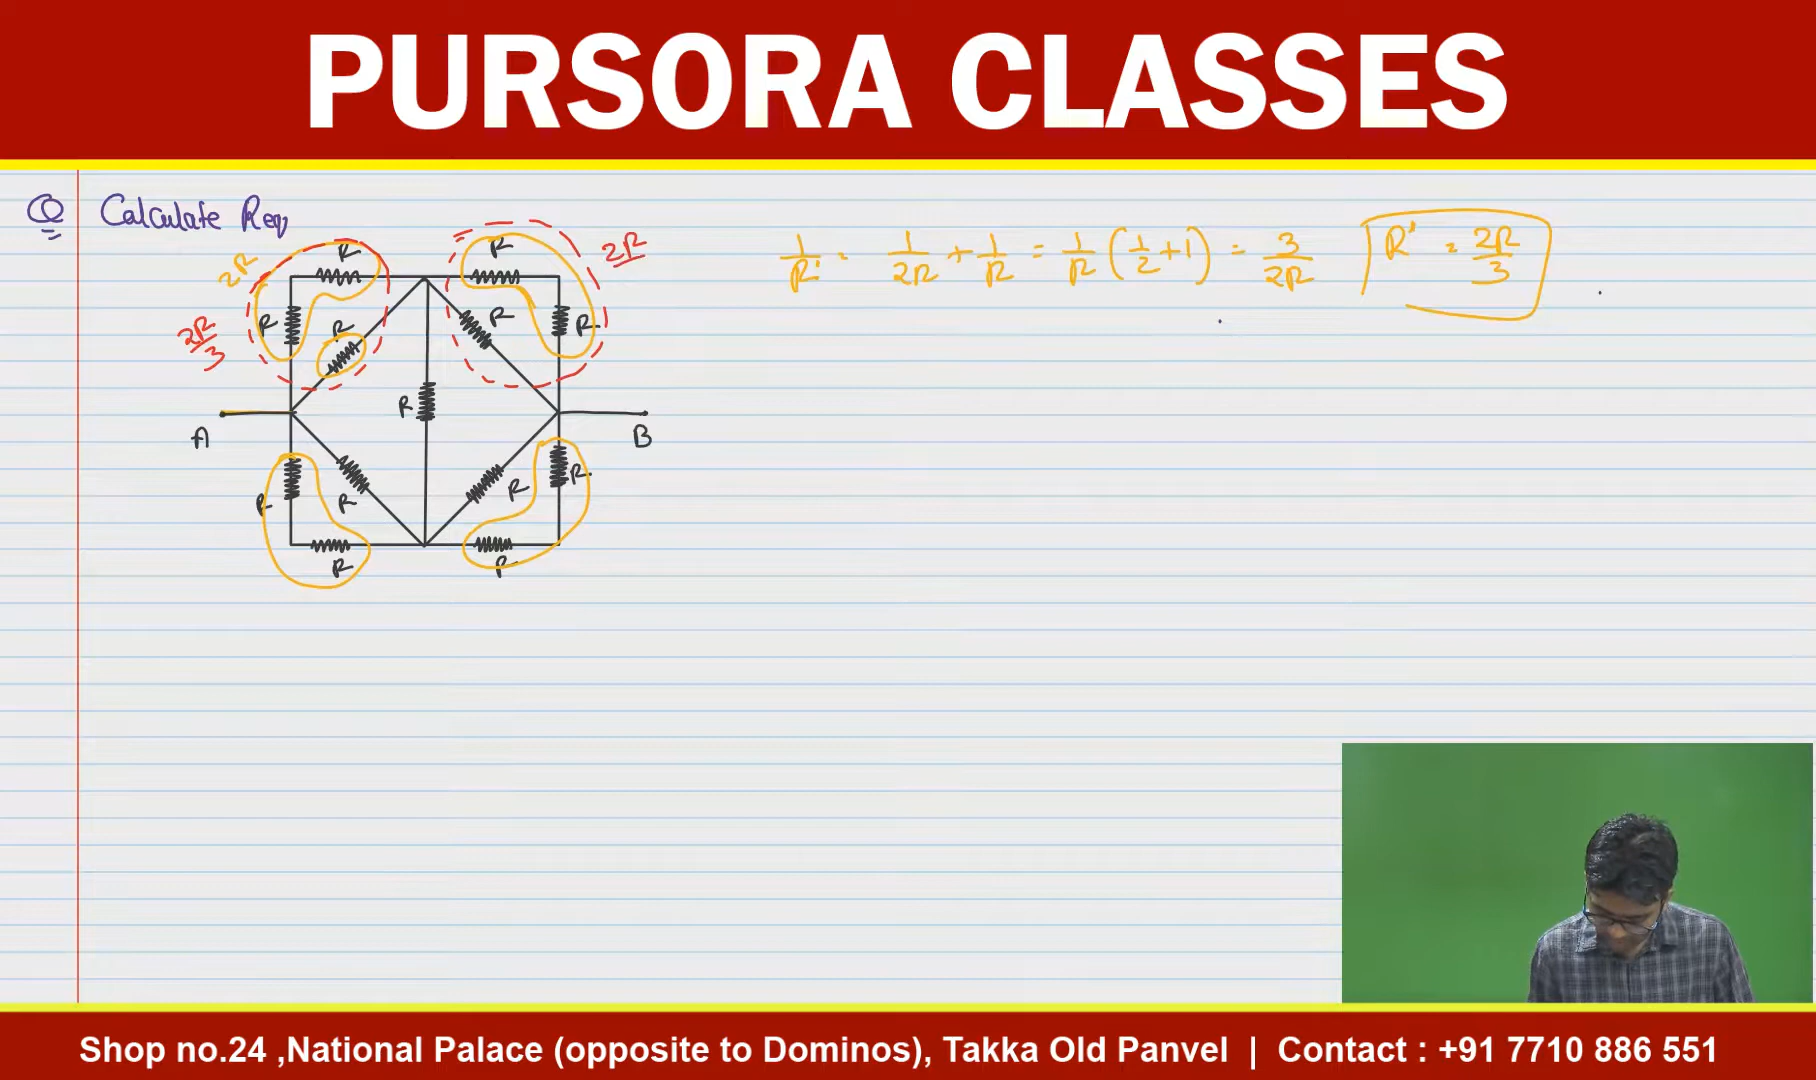 PURSORA CLASSES
Q Calculate Req
2R R R 2R
R R R R
2R/3
R
A B
R R R R
R R
1/R' = 1/2R + 1/R = 1/R (1/2 + 1) = 3/2R R' = 2R/3
Shop no.24 ,National Palace (opposite to Dominos), Takka Old Panvel | Contact : +91 7710 886 551